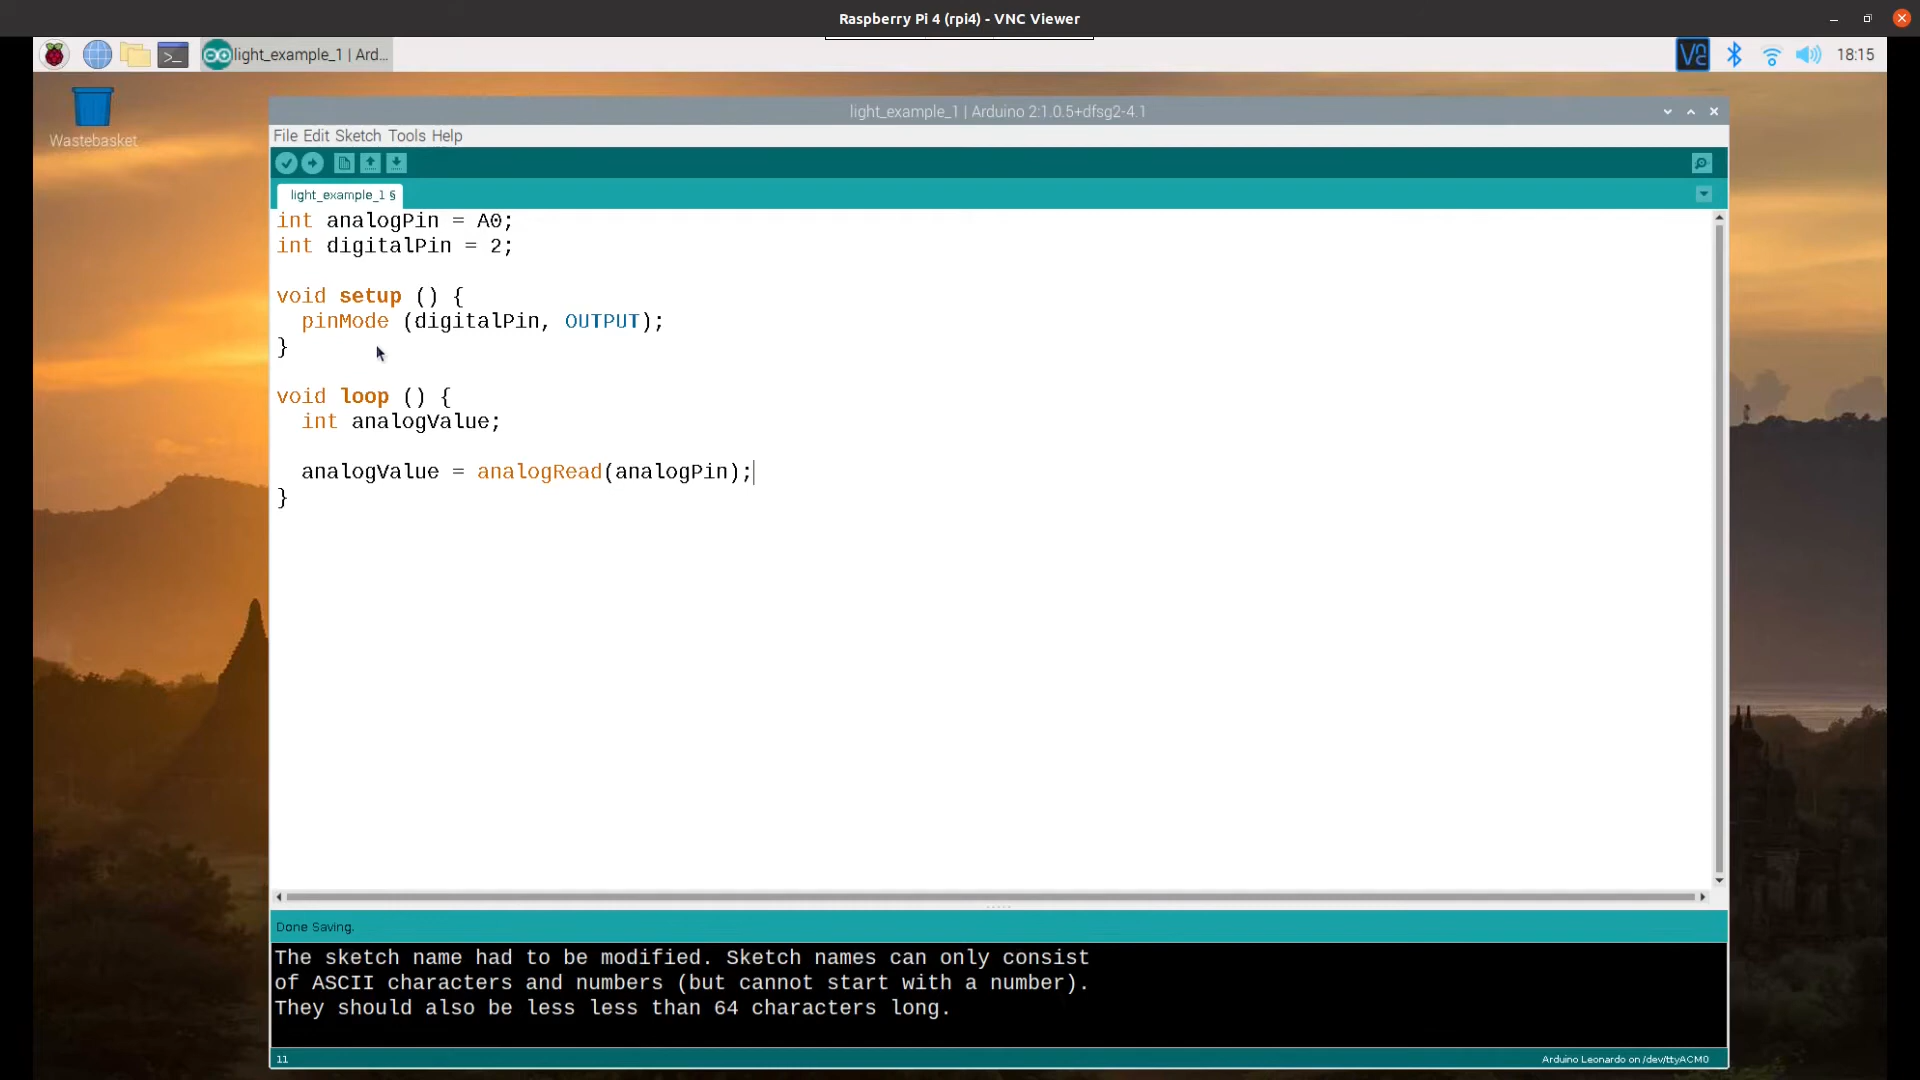 Raspberry Pi 4 (rpi4) - VNC Viewer
light_example_1 | Ard...
18:15
Wastebasket
light_example_1 | Arduino 2:1.0.5+dfsg2-4.1
File Edit Sketch Tools Help
light_example_1 §
int analogPin = A0;
int digitalPin = 2;
void setup () {
pinMode (digitalPin, OUTPUT);
}
void loop () {
int analogValue;
analogValue = analogRead(analogPin);
}
Done Saving.
The sketch name had to be modified. Sketch names can only consist
of ASCII characters and numbers (but cannot start with a number).
They should also be less less than 64 characters long.
11
Arduino Leonardo on /dev/ttyACM0